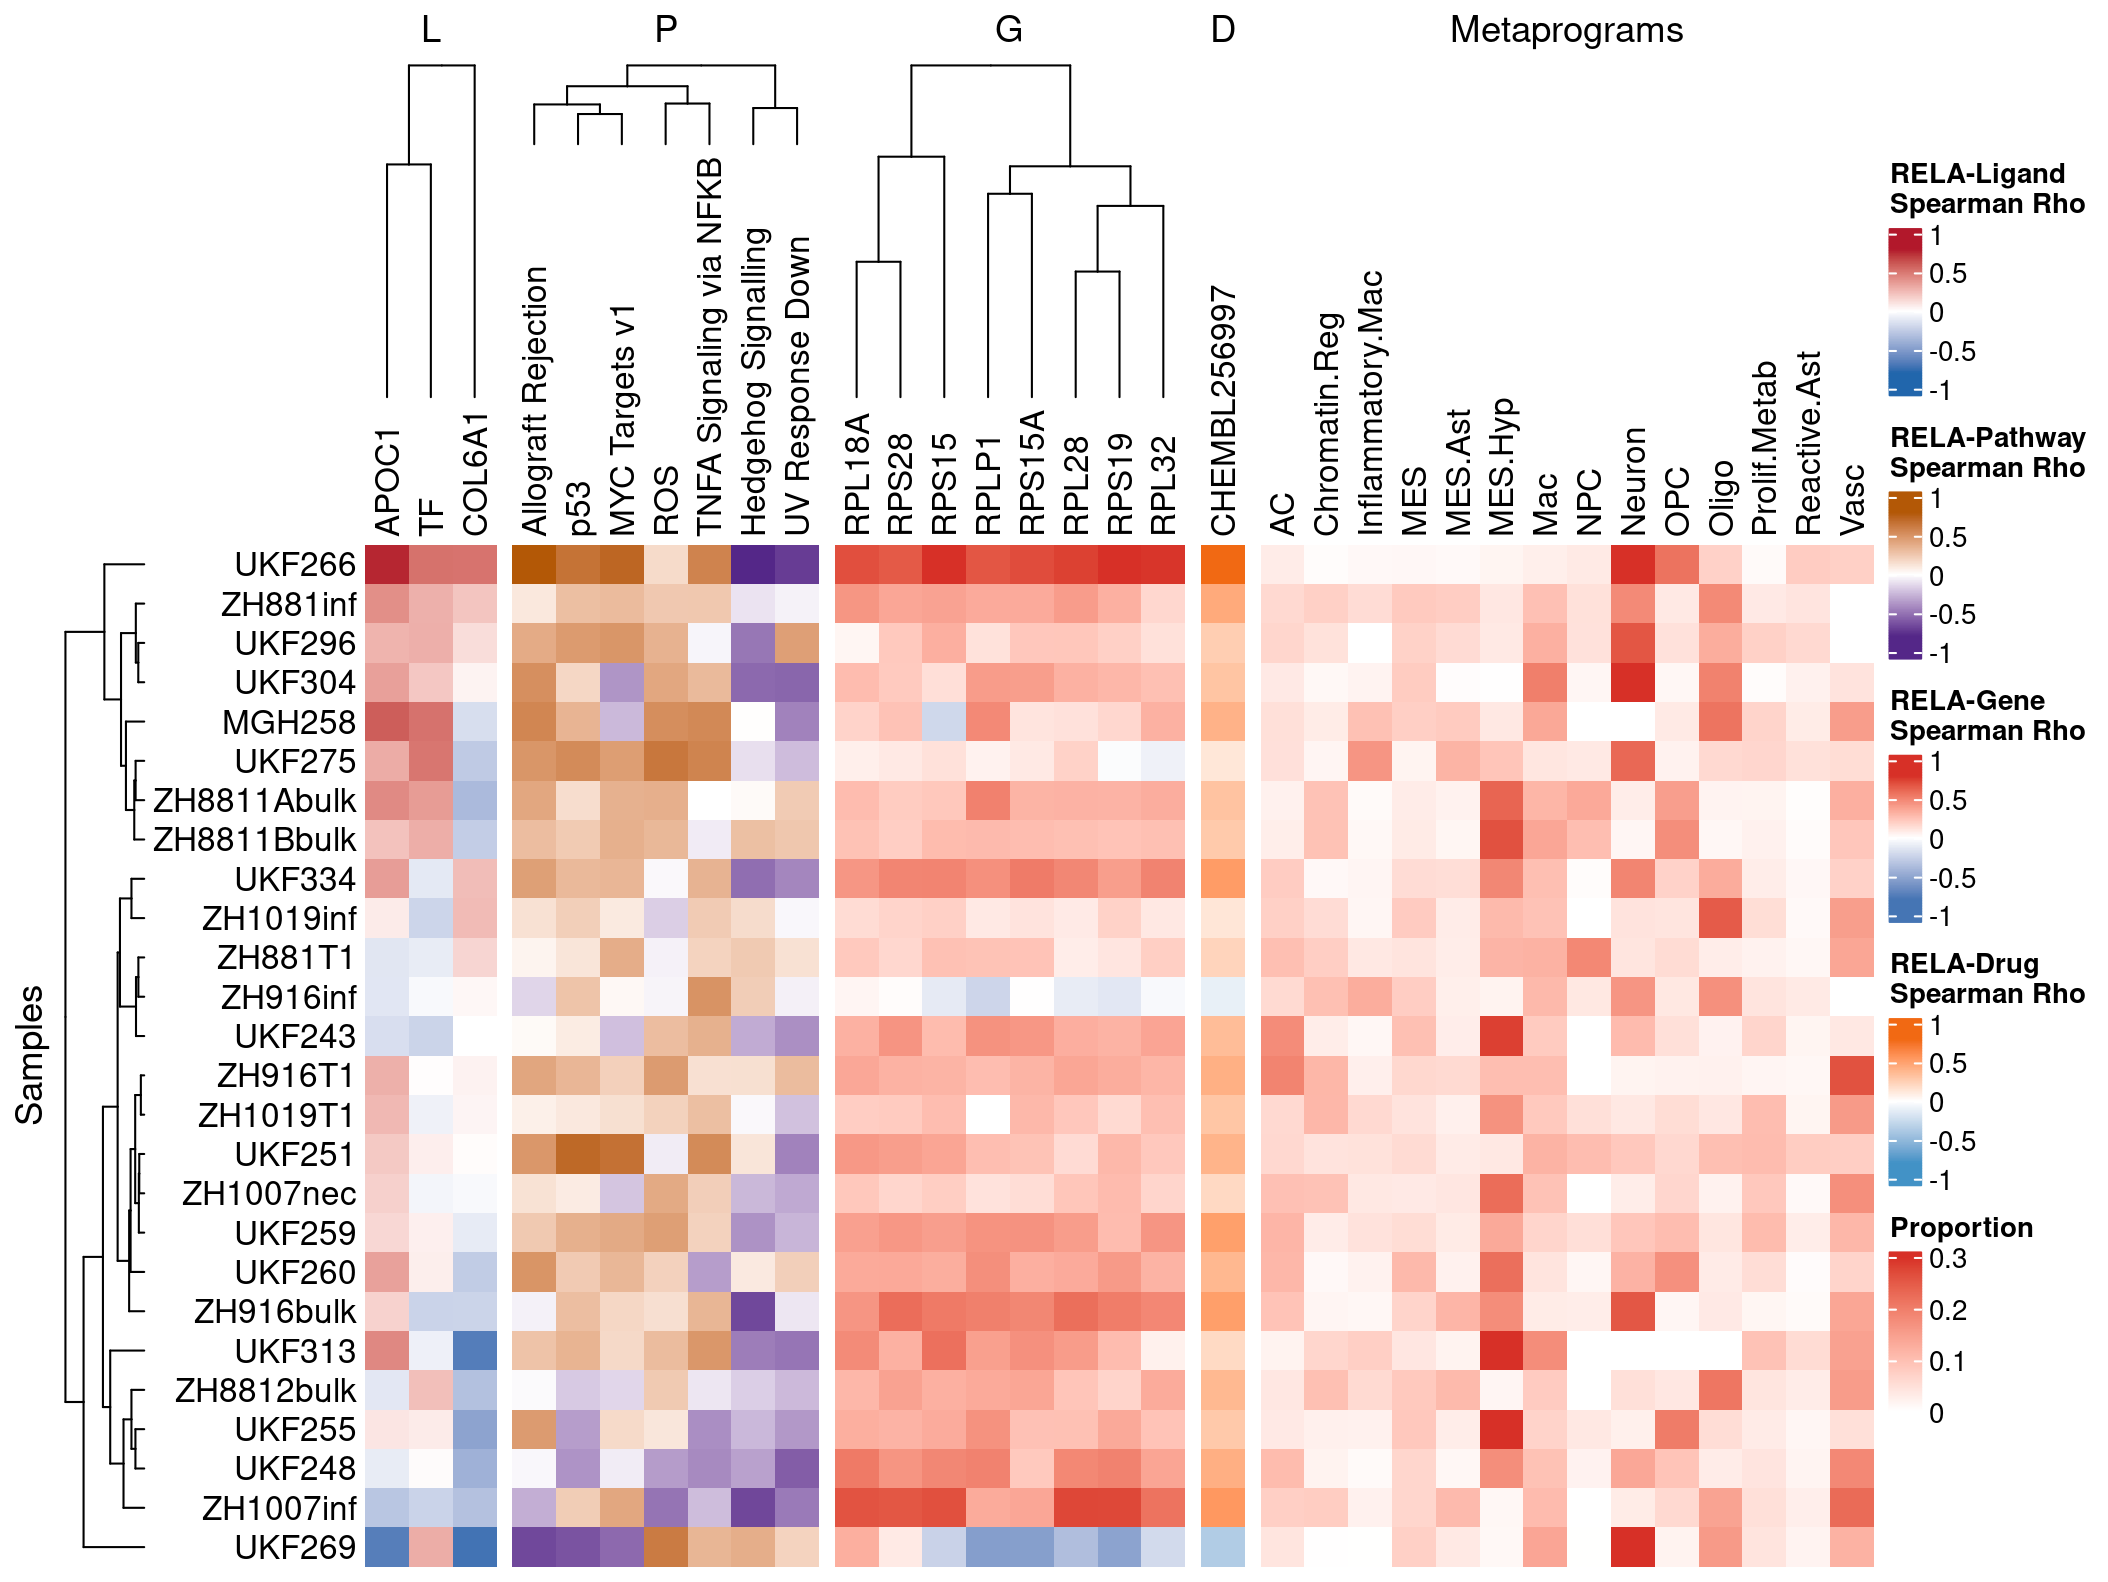 L P G D Metaprograms
APOC1
TF
COL6A1
Allograft Rejection
p53
MYC Targets v1
ROS
TNFA Signaling via NFKB
Hedgehog Signalling
UV Response Down
RPL18A
RPS28
RPS15
RPLP1
RPS15A
RPL28
RPS19
RPL32
CHEMBL256997
AC
Chromatin.Reg
Inflammatory.Mac
MES
MES.Ast
MES.Hyp
Mac
NPC
Neuron
OPC
Oligo
Prolif.Metab
Reactive.Ast
Vasc
Samples
UKF266
ZH881inf
UKF296
UKF304
MGH258
UKF275
ZH8811Abulk
ZH8811Bbulk
UKF334
ZH1019inf
ZH881T1
ZH916inf
UKF243
ZH916T1
ZH1019T1
UKF251
ZH1007nec
UKF259
UKF260
ZH916bulk
UKF313
ZH8812bulk
UKF255
UKF248
ZH1007inf
UKF269
RELA-Ligand
Spearman Rho
1
0.5
0
-0.5
-1
RELA-Pathway
Spearman Rho
1
0.5
0
-0.5
-1
RELA-Gene
Spearman Rho
1
0.5
0
-0.5
-1
RELA-Drug
Spearman Rho
1
0.5
0
-0.5
-1
Proportion
0.3
0.2
0.1
0